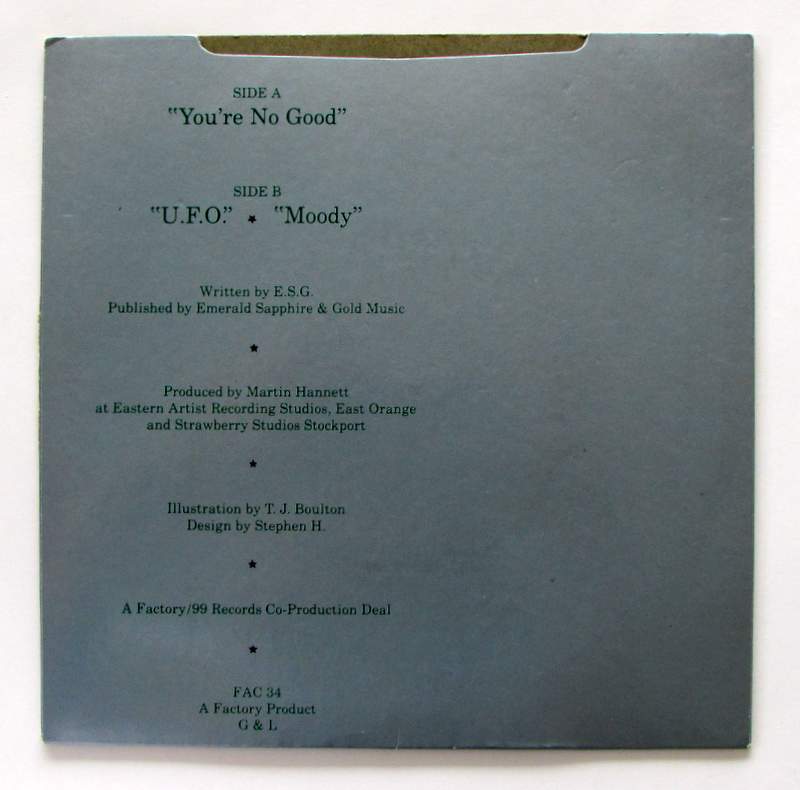 SIDE A
"You're No Good"
SIDE B
"U.F.O." ★ "Moody"
Written by E.S.G.
Published by Emerald Sapphire & Gold Music
★
Produced by Martin Hannett
at Eastern Artist Recording Studios, East Orange
and Strawberry Studios Stockport
★
Illustration by T. J. Boulton
Design by Stephen H.
★
A Factory/99 Records Co-Production Deal
★
FAC 34
A Factory Product
G & L